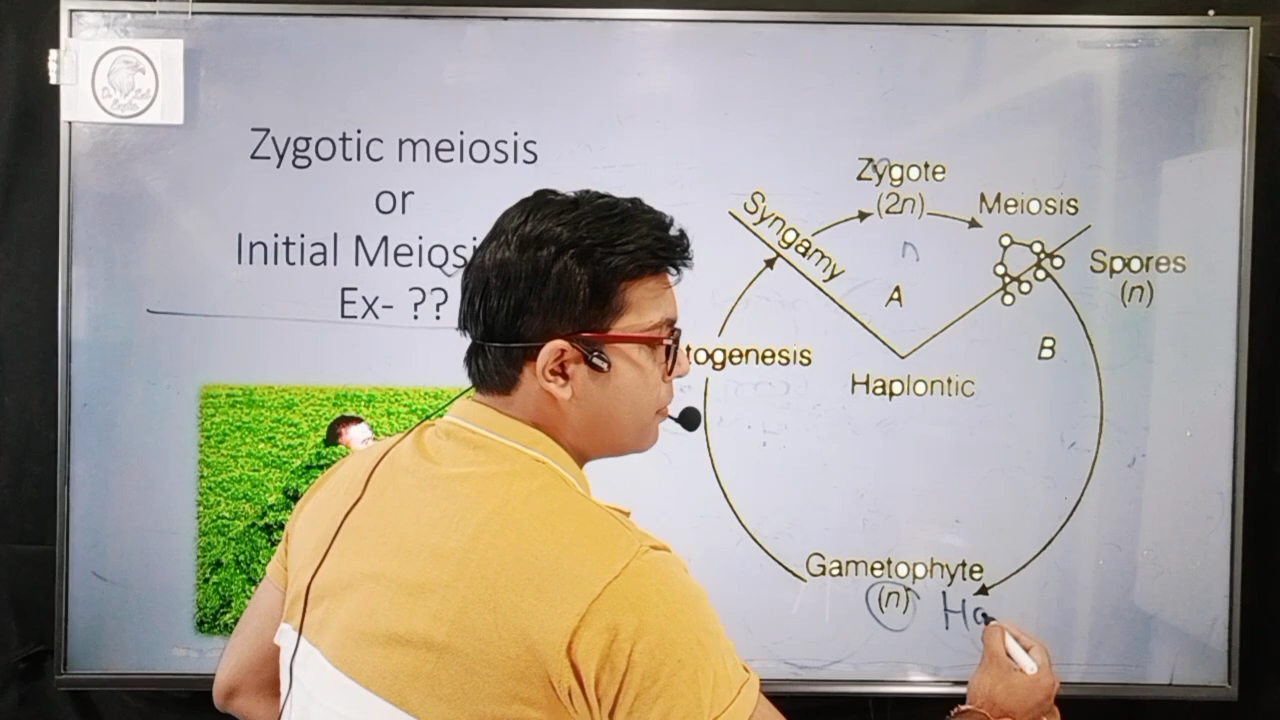 Zygotic meiosis
or
Initial Meiosi
Ex- ??
Zygote
(2n)
Meiosis
Syngamy
Spores
(n)
n
A
B
togenesis
Haplontic
Gametophyte
(n)
Ha